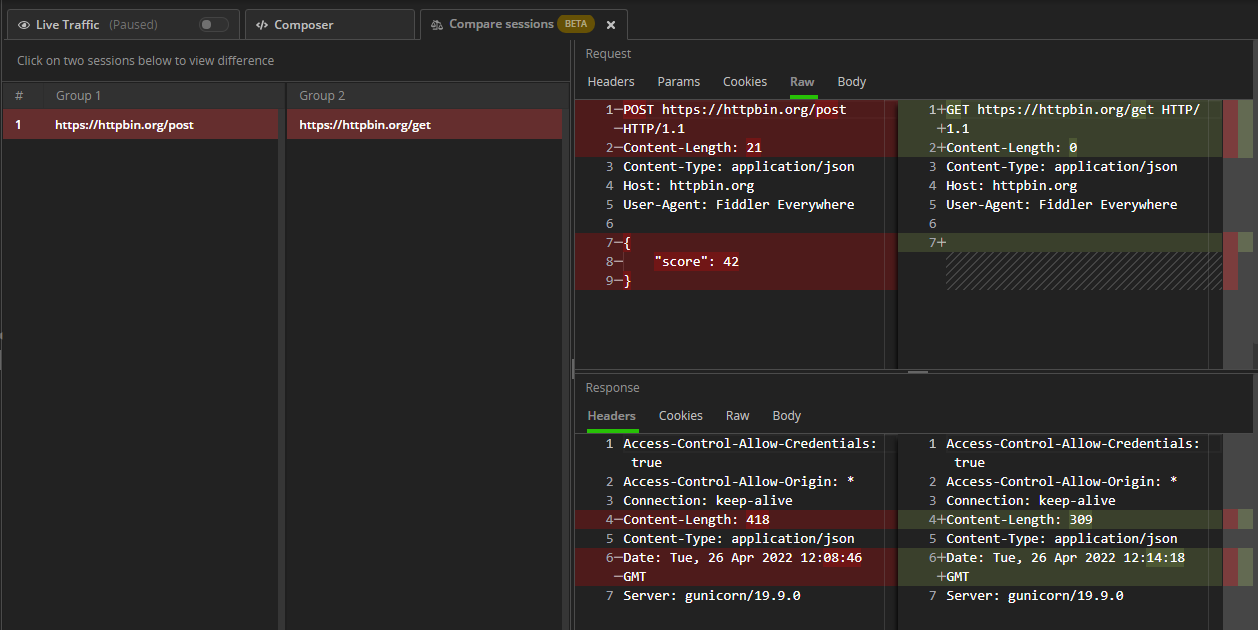 Live Traffic (Paused)
Composer
Compare sessions BETA
Click on two sessions below to view difference
# Group 1 Group 2
1 https://httpbin.org/post https://httpbin.org/get
Request
Headers Params Cookies Raw Body
1—POST https://httpbin.org/post
—HTTP/1.1
2—Content-Length: 21
3 Content-Type: application/json
4 Host: httpbin.org
5 User-Agent: Fiddler Everywhere
6
7—{
8— "score": 42
9—}
1+GET https://httpbin.org/get HTTP/
+1.1
2+Content-Length: 0
3 Content-Type: application/json
4 Host: httpbin.org
5 User-Agent: Fiddler Everywhere
6
7+
Response
Headers Cookies Raw Body
1 Access-Control-Allow-Credentials:
true
2 Access-Control-Allow-Origin: *
3 Connection: keep-alive
4—Content-Length: 418
5 Content-Type: application/json
6—Date: Tue, 26 Apr 2022 12:08:46
—GMT
7 Server: gunicorn/19.9.0
1 Access-Control-Allow-Credentials:
true
2 Access-Control-Allow-Origin: *
3 Connection: keep-alive
4+Content-Length: 309
5 Content-Type: application/json
6+Date: Tue, 26 Apr 2022 12:14:18
+GMT
7 Server: gunicorn/19.9.0